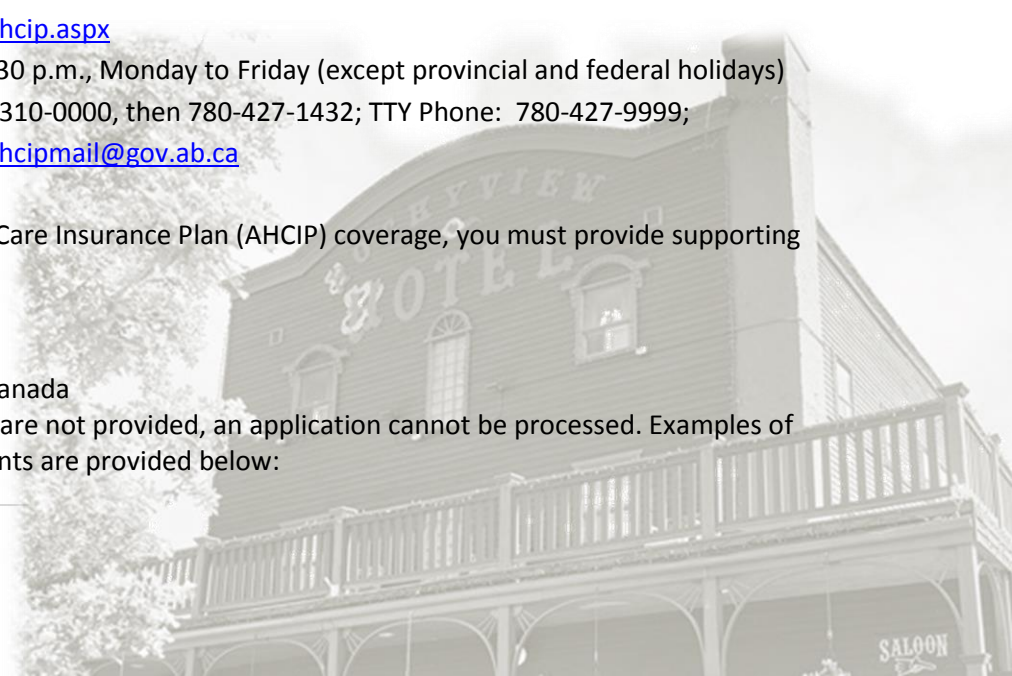 hcip.aspx
30 p.m., Monday to Friday (except provincial and federal holidays)
310-0000, then 780-427-1432; TTY Phone:  780-427-9999;
hcipmail@gov.ab.ca
Care Insurance Plan (AHCIP) coverage, you must provide supporting
anada
are not provided, an application cannot be processed. Examples of
nts are provided below:
ROCKYVIEW
HOTEL
SALOON